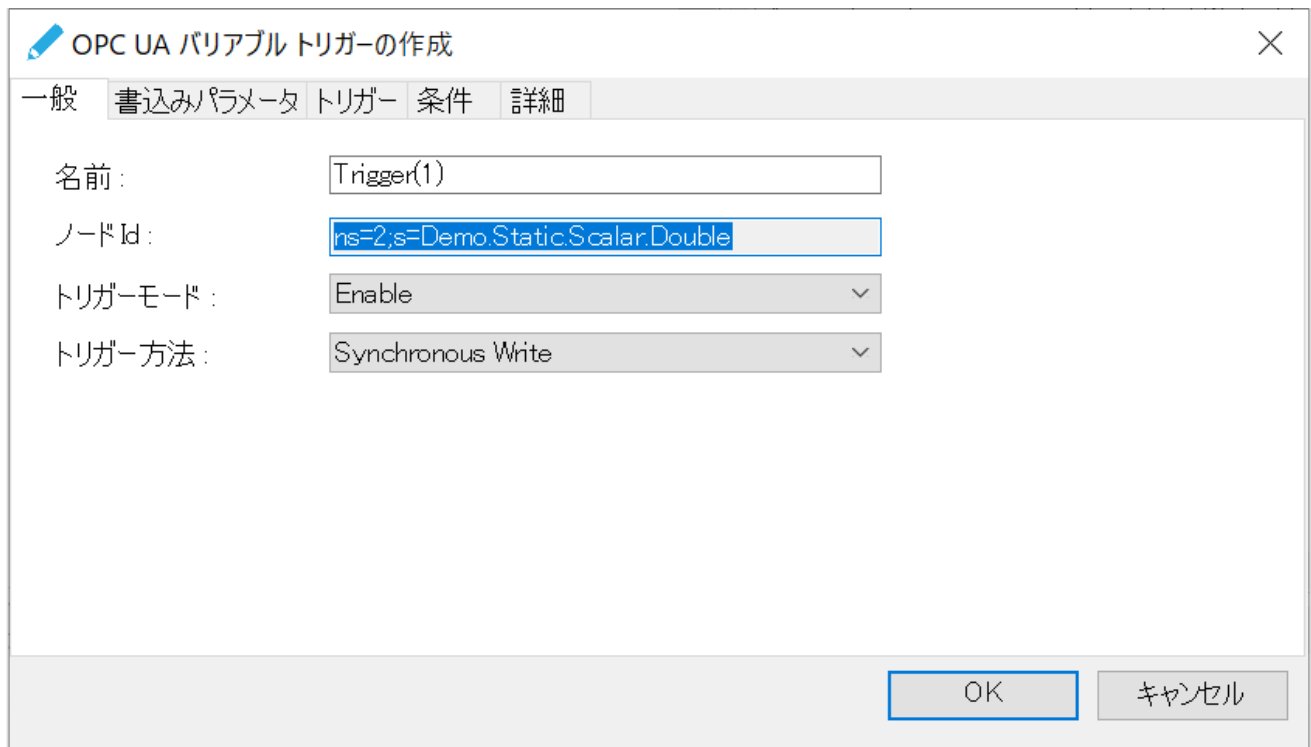 OPC UA バリアブル トリガーの作成
一般 書込みパラメータ トリガー 条件 詳細
名前 : Trigger(1)
ノード Id : ns=2;s=Demo.Static.Scalar.Double
トリガーモード : Enable
トリガー方法 : Synchronous Write
OK キャンセル